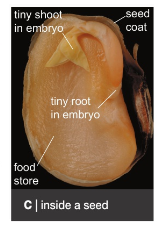 tiny shoot
in embryo
seed
coat
tiny root
in embryo
food
store
C | inside a seed